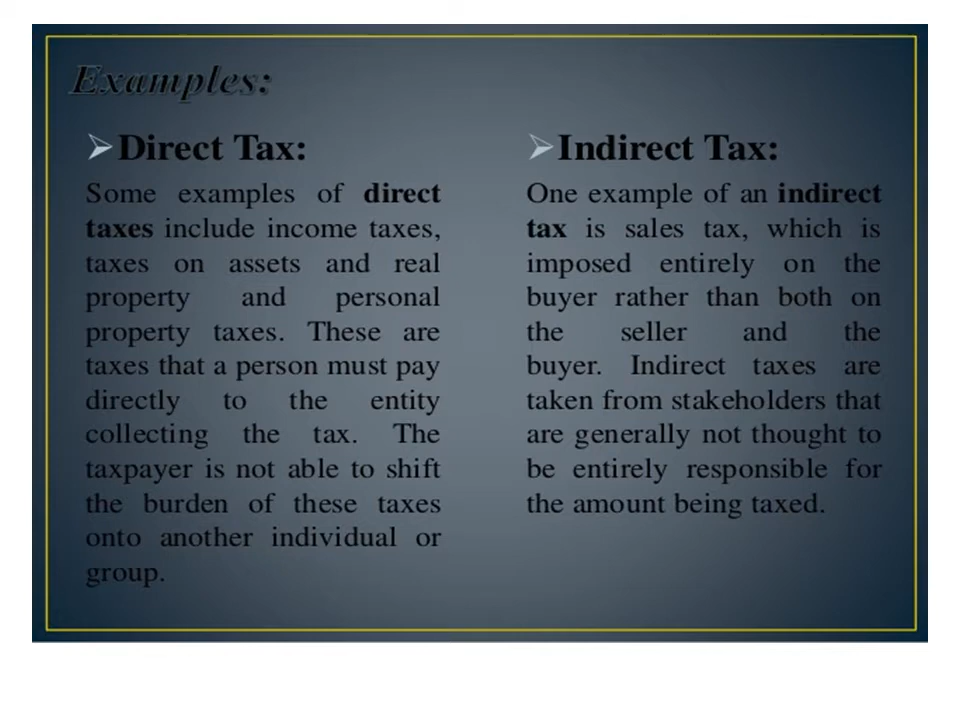 Examples:
Direct Tax:
Some examples of direct
taxes include income taxes,
taxes on assets and real
property and personal
property taxes. These are
taxes that a person must pay
directly to the entity
collecting the tax. The
taxpayer is not able to shift
the burden of these taxes
onto another individual or
group.
Indirect Tax:
One example of an indirect
tax is sales tax, which is
imposed entirely on the
buyer rather than both on
the seller and the
buyer. Indirect taxes are
taken from stakeholders that
are generally not thought to
be entirely responsible for
the amount being taxed.